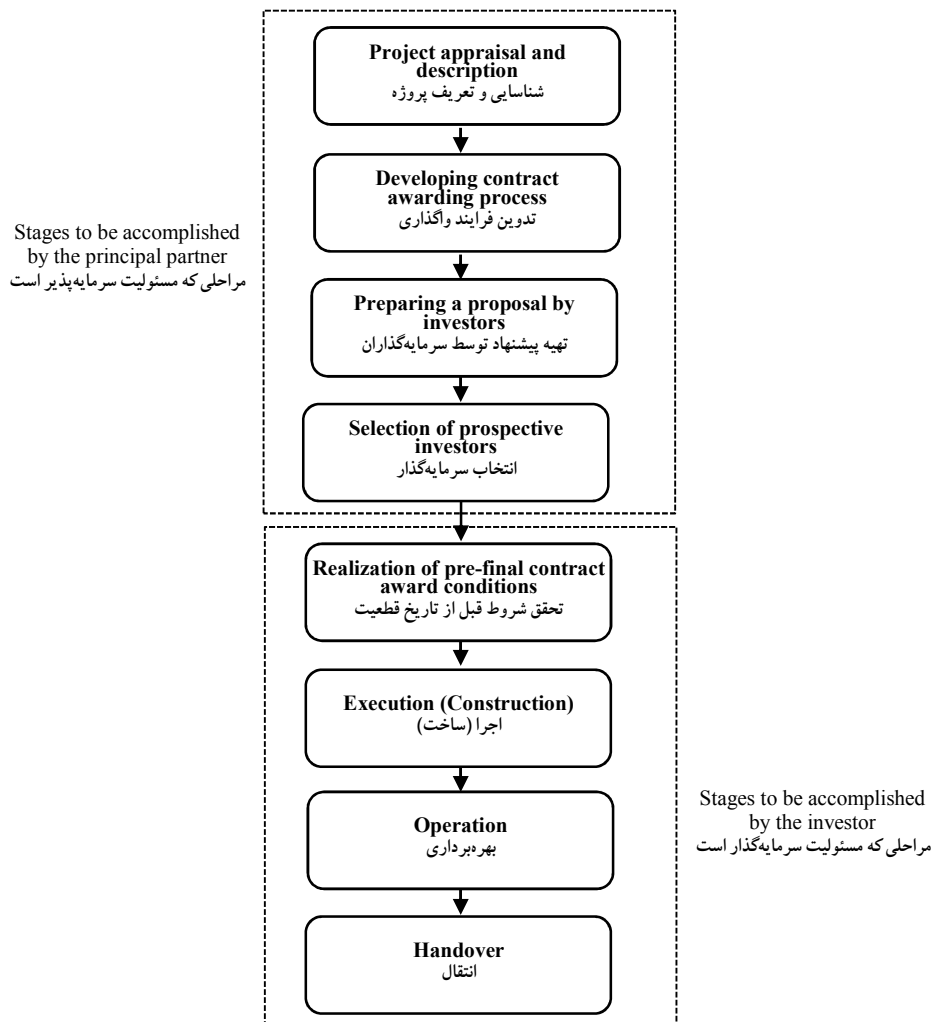 Project appraisal and
description
شناسایی و تعریف پروژه
Developing contract
awarding process
تدوین فرایند واگذاری
Stages to be accomplished
by the principal partner
مراحلی که مسئولیت سرمایه‌پذیر است
Preparing a proposal by
investors
تهیه پیشنهاد توسط سرمایه‌گذاران
Selection of prospective
investors
انتخاب سرمایه‌گذار
Realization of pre-final contract
award conditions
تحقق شروط قبل از تاریخ قطعیت
Execution (Construction)
اجرا (ساخت)
Operation
بهره‌برداری
Stages to be accomplished
by the investor
مراحلی که مسئولیت سرمایه‌گذار است
Handover
انتقال